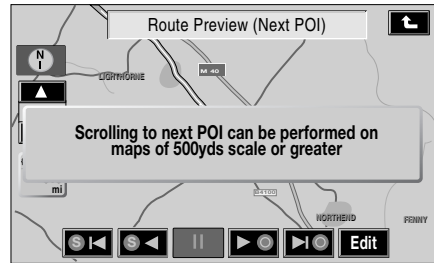 Route Preview (Next POI)
N
M 40
LIGHTHORNE
Scrolling to next POI can be performed on
maps of 500yds scale or greater
mi
B4100
NORTHEND
FENNY
S
S
Edit